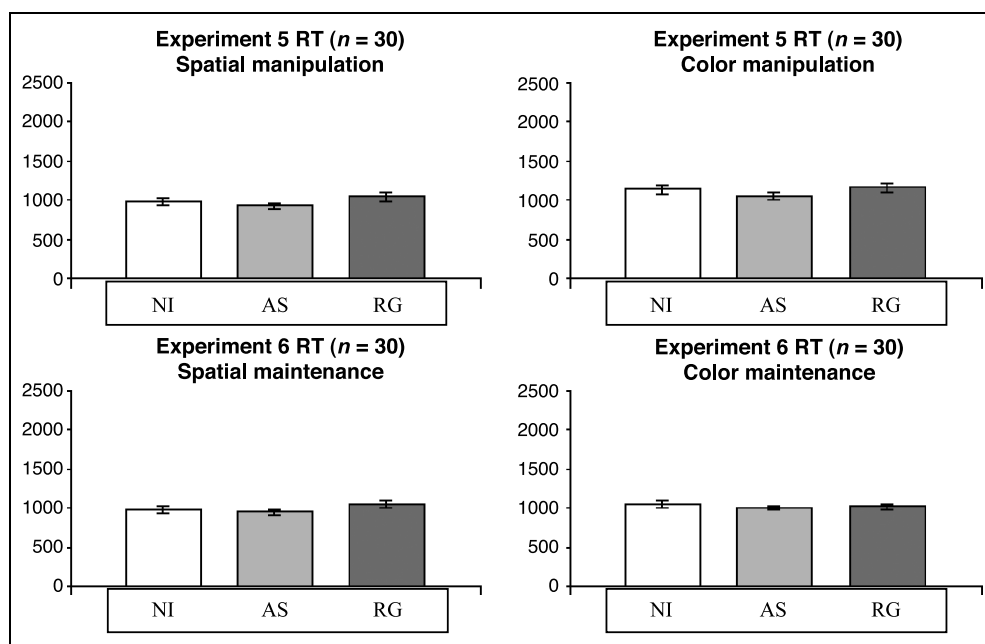 Experiment 5 RT (n = 30)
Spatial manipulation
2500
2000
1500
1000
500
0
NI AS RG
Experiment 5 RT (n = 30)
Color manipulation
2500
2000
1500
1000
500
0
NI AS RG
Experiment 6 RT (n = 30)
Spatial maintenance
2500
2000
1500
1000
500
0
NI AS RG
Experiment 6 RT (n = 30)
Color maintenance
2500
2000
1500
1000
500
0
NI AS RG